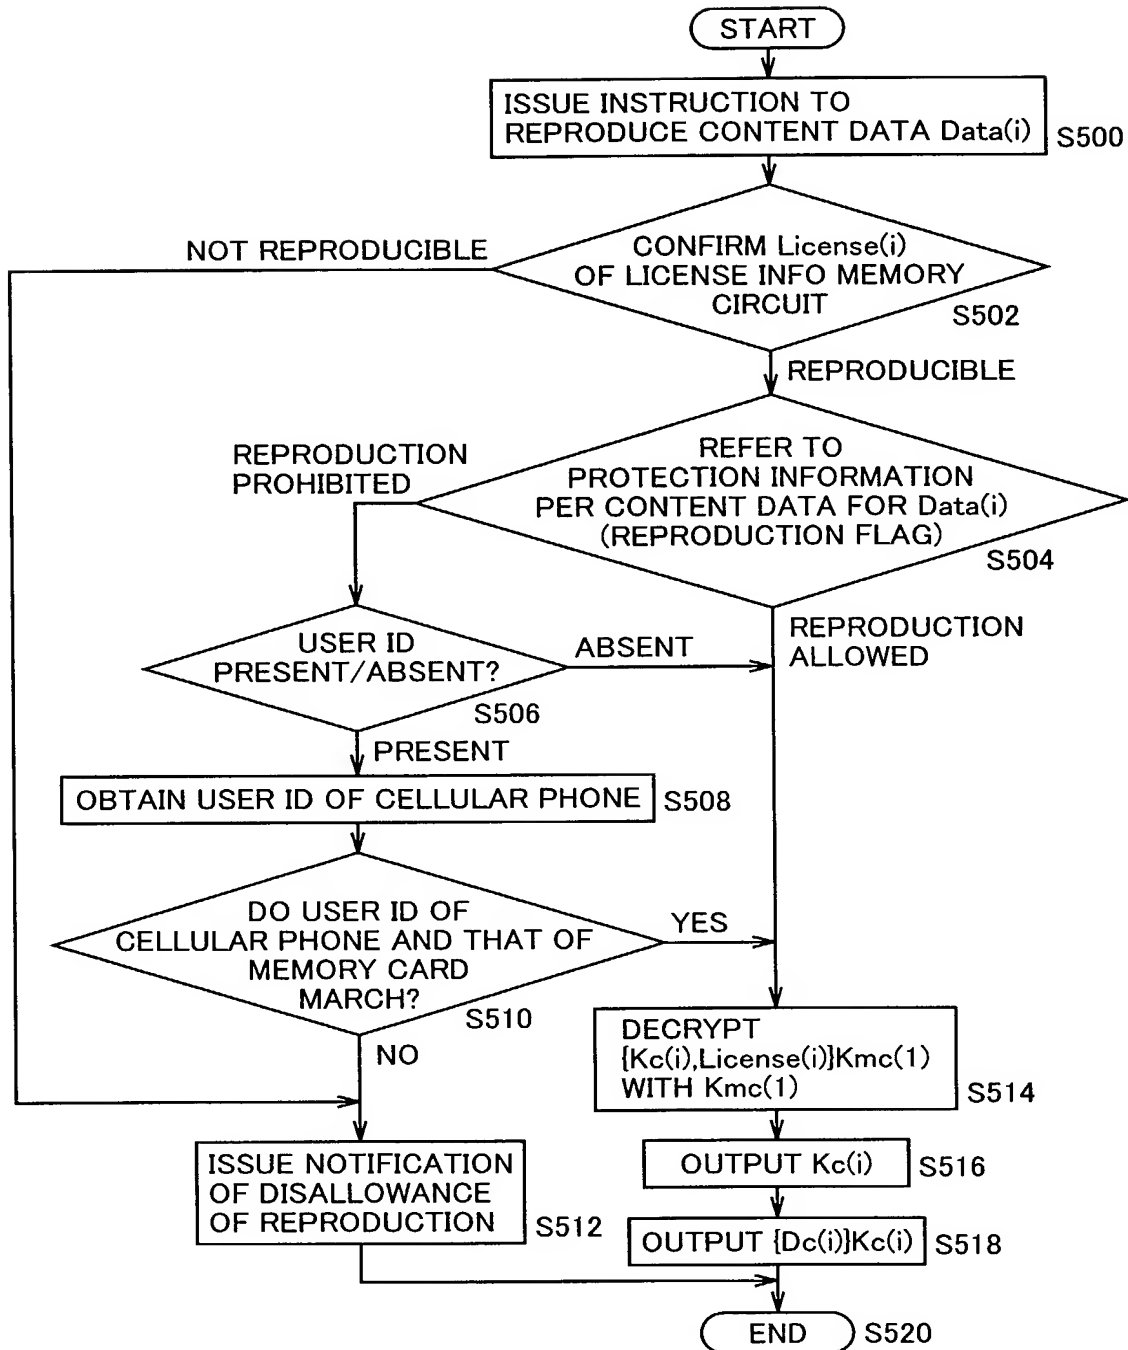 START
ISSUE INSTRUCTION TO
REPRODUCE CONTENT DATA Data(i)
S500
NOT REPRODUCIBLE
CONFIRM License(i)
OF LICENSE INFO MEMORY
CIRCUIT
S502
REPRODUCIBLE
REPRODUCTION
PROHIBITED
REFER TO
PROTECTION INFORMATION
PER CONTENT DATA FOR Data(i)
(REPRODUCTION FLAG)
S504
USER ID
PRESENT/ABSENT?
S506
ABSENT
REPRODUCTION
ALLOWED
PRESENT
OBTAIN USER ID OF CELLULAR PHONE
S508
DO USER ID OF
CELLULAR PHONE AND THAT OF
MEMORY CARD
MARCH?
S510
YES
NO
DECRYPT
{Kc(i),License(i)}Kmc(1)
WITH Kmc(1)
S514
ISSUE NOTIFICATION
OF DISALLOWANCE
OF REPRODUCTION
S512
OUTPUT Kc(i)
S516
OUTPUT {Dc(i)}Kc(i)
S518
END
S520